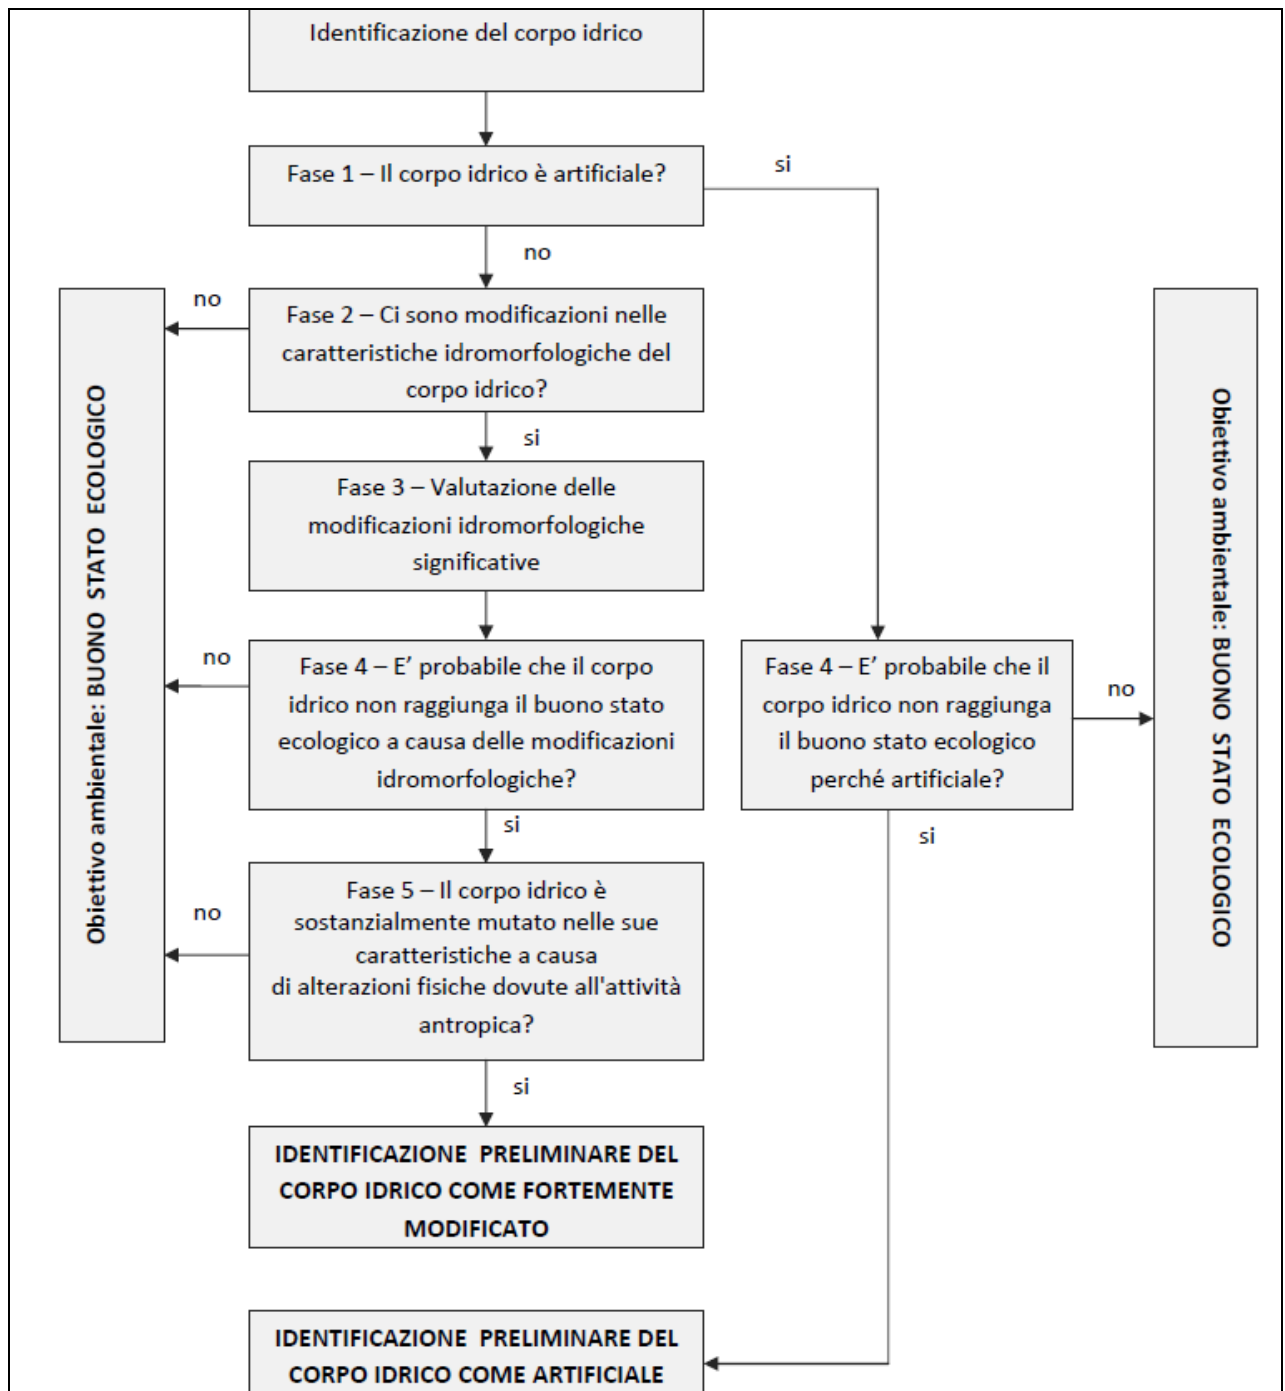 Identificazione del corpo idrico
Fase 1 – Il corpo idrico è artificiale?
si
no
no
Fase 2 – Ci sono modificazioni nelle
caratteristiche idromorfologiche del
corpo idrico?
si
Fase 3 – Valutazione delle
modificazioni idromorfologiche
significative
no
Fase 4 – E’ probabile che il corpo
idrico non raggiunga il buono stato
ecologico a causa delle modificazioni
idromorfologiche?
Fase 4 – E’ probabile che il
corpo idrico non raggiunga
il buono stato ecologico
perché artificiale?
no
si
si
no
Fase 5 – Il corpo idrico è
sostanzialmente mutato nelle sue
caratteristiche a causa
di alterazioni fisiche dovute all'attività
antropica?
si
IDENTIFICAZIONE PRELIMINARE DEL
CORPO IDRICO COME FORTEMENTE
MODIFICATO
IDENTIFICAZIONE PRELIMINARE DEL
CORPO IDRICO COME ARTIFICIALE
Obiettivo ambientale: BUONO STATO ECOLOGICO
Obiettivo ambientale: BUONO STATO ECOLOGICO